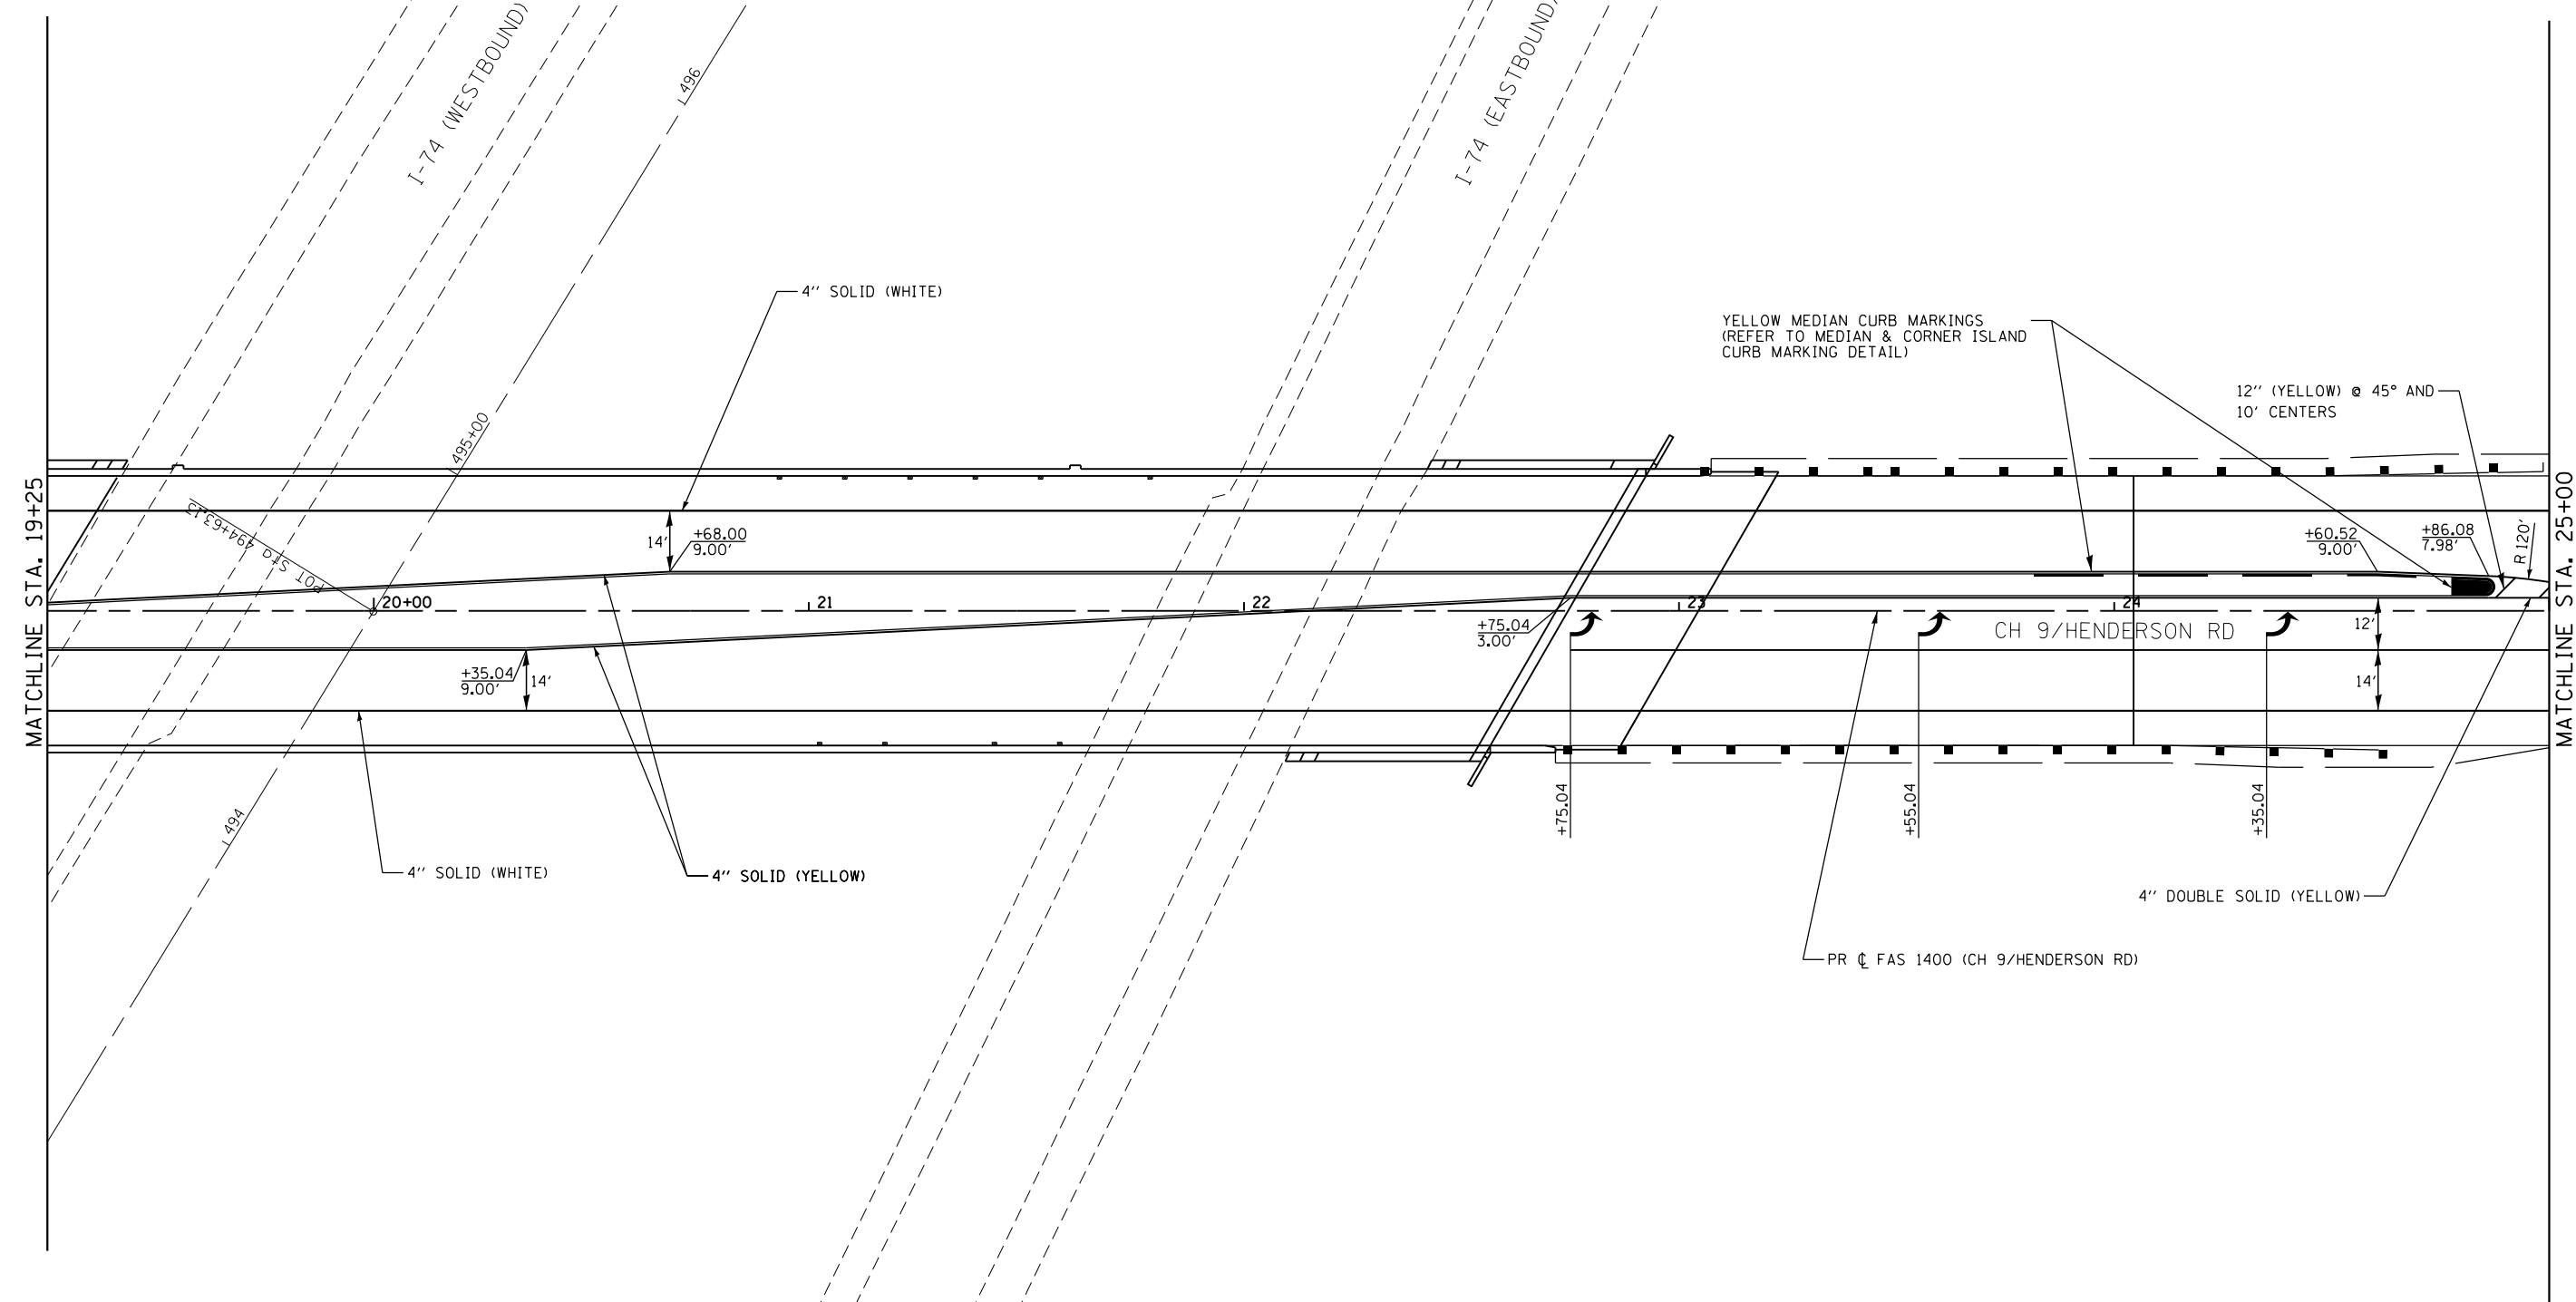 I-74 (WESTBOUND)
I-74 (EASTBOUND)
496
4'' SOLID (WHITE)
YELLOW MEDIAN CURB MARKINGS
(REFER TO MEDIAN & CORNER ISLAND
CURB MARKING DETAIL)
12'' (YELLOW) @ 45° AND
10' CENTERS
495+00
MATCHLINE STA. 19+25
POT STA 494+63.13
14'
+68.00
9.00'
+60.52
9.00'
+86.08
7.98'
R 120'
MATCHLINE STA. 25+00
20+00
21
22
23
24
+75.04
3.00'
CH 9/HENDERSON RD
12'
+35.04
9.00'
14'
14'
494
+75.04
+55.04
+35.04
4'' SOLID (WHITE)
4'' SOLID (YELLOW)
4'' DOUBLE SOLID (YELLOW)
PR ℄ FAS 1400 (CH 9/HENDERSON RD)